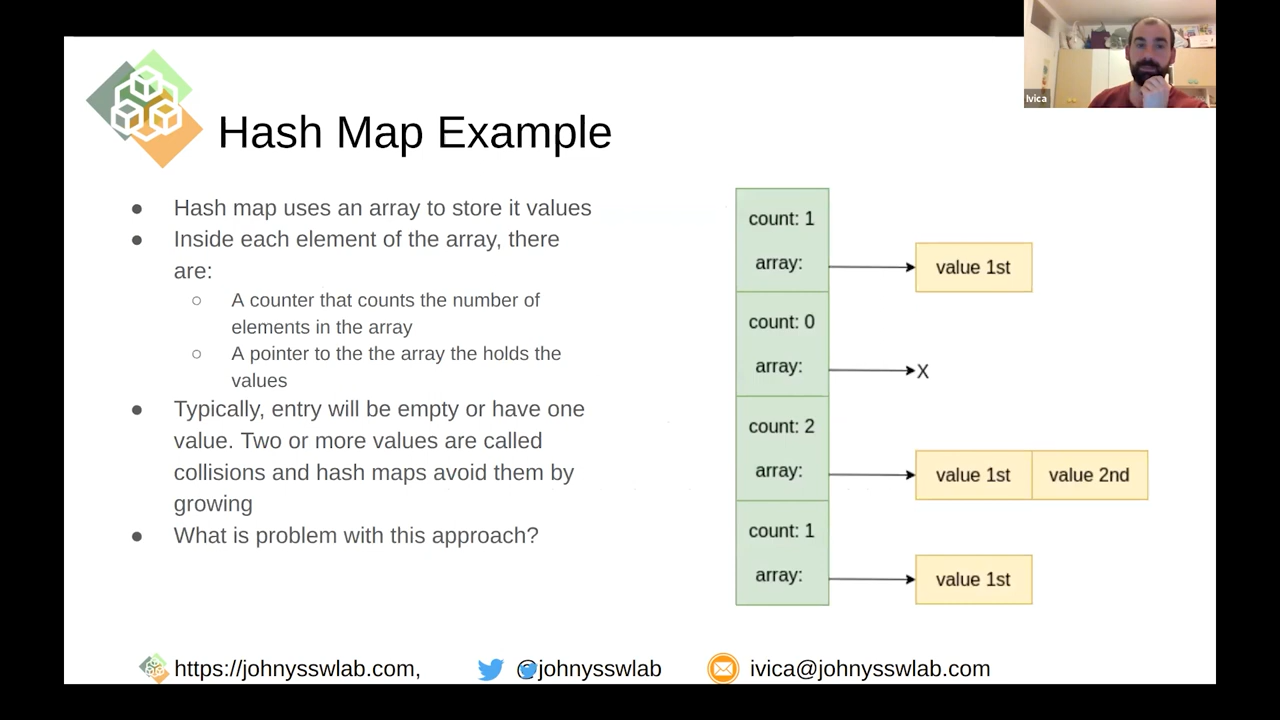 Ivica
Hash Map Example
● Hash map uses an array to store it values
● Inside each element of the array, there
are:
○ A counter that counts the number of
elements in the array
○ A pointer to the the array the holds the
values
● Typically, entry will be empty or have one
value. Two or more values are called
collisions and hash maps avoid them by
growing
● What is problem with this approach?
count: 1
array:
value 1st
count: 0
array:
X
count: 2
array:
value 1st value 2nd
count: 1
array:
value 1st
https://johnysswlab.com, @johnysswlab ivica@johnysswlab.com